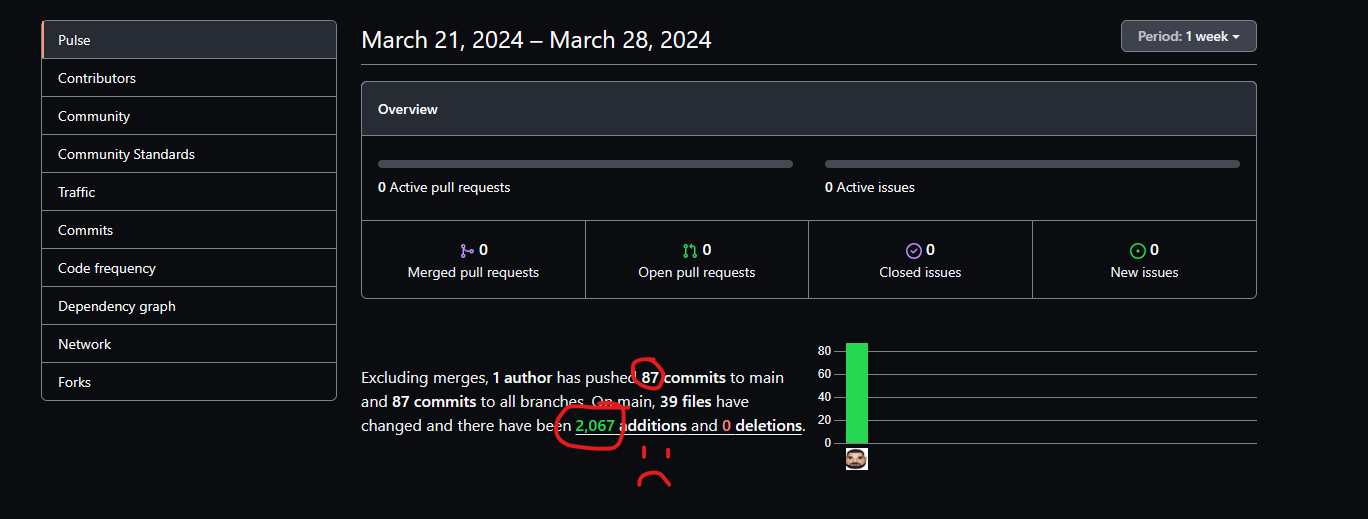 Pulse
Contributors
Community
Community Standards
Traffic
Commits
Code frequency
Dependency graph
Network
Forks
March 21, 2024 – March 28, 2024
Period: 1 week
Overview
0 Active pull requests
0 Active issues
0
Merged pull requests
0
Open pull requests
0
Closed issues
0
New issues
Excluding merges, 1 author has pushed 87 commits to main
and 87 commits to all branches. On main, 39 files have
changed and there have been 2,067 additions and 0 deletions.
80
60
40
20
0